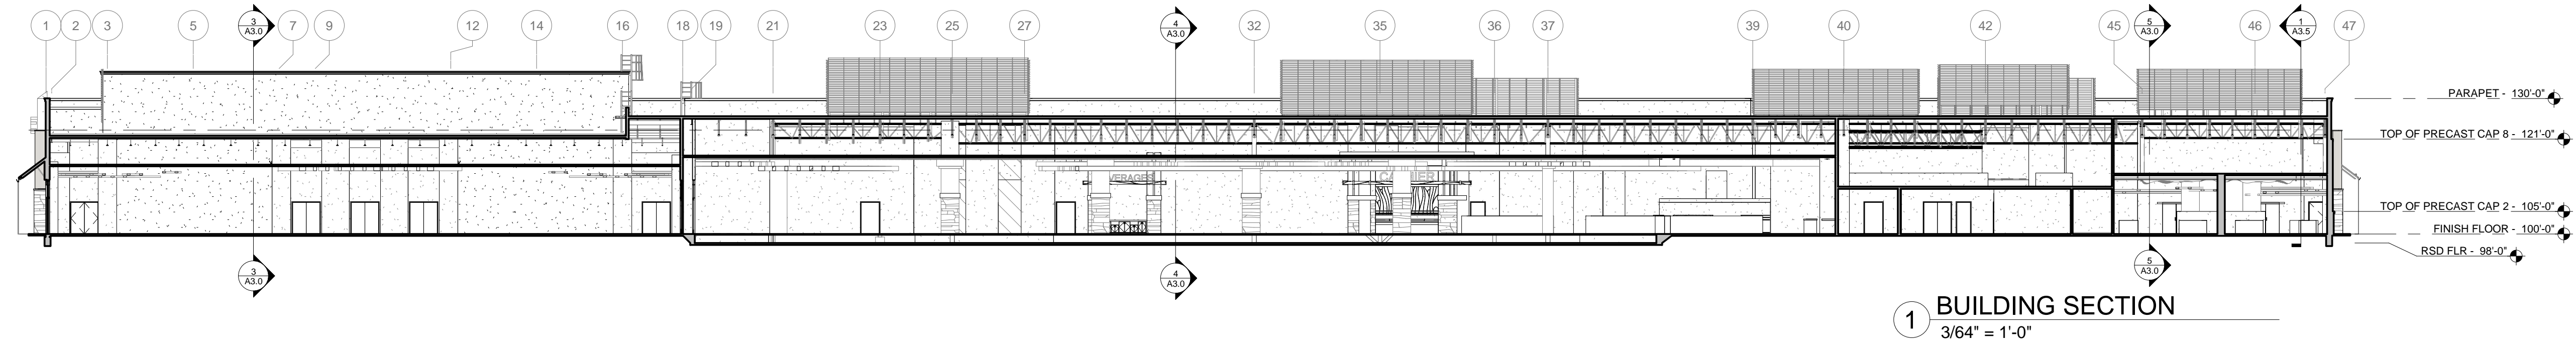 1 2 3 5 7 9 12 14 16 18 19 21 23 25 27 32 35 36 37 39 40 42 45 46 47
3
A3.0
4
A3.0
5
A3.0
1
A3.5
PARAPET - 130'-0"
TOP OF PRECAST CAP 8 - 121'-0"
VERAGES
TOP OF PRECAST CAP 2 - 105'-0"
FINISH FLOOR - 100'-0"
RSD FLR - 98'-0"
3
A3.0
4
A3.0
5
A3.0
1 BUILDING SECTION
3/64" = 1'-0"